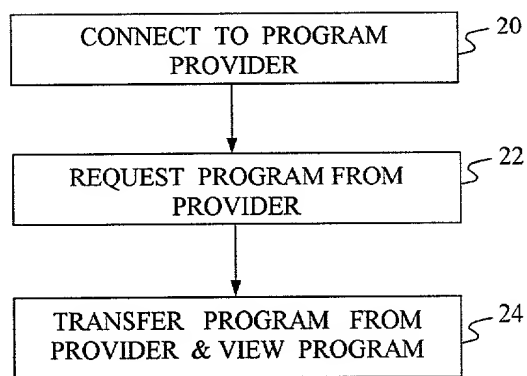 CONNECT TO PROGRAM
PROVIDER
20
REQUEST PROGRAM FROM
PROVIDER
22
TRANSFER PROGRAM FROM
PROVIDER & VIEW PROGRAM
24